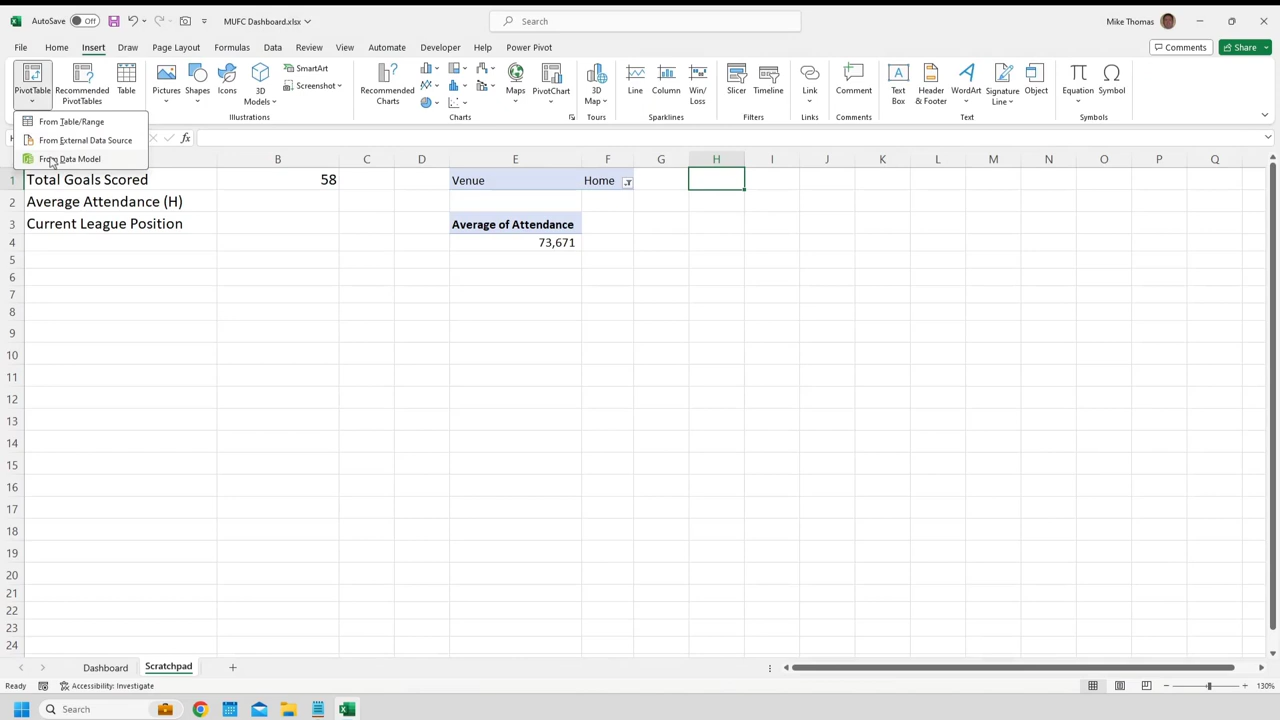 AutoSave Off MUFC Dashboard.xlsx Search Mike Thomas
File Home Insert Draw Page Layout Formulas Data Review View Automate Developer Help Power Pivot Comments Share
PivotTable Recommended PivotTables Table Pictures Shapes Icons 3D Models SmartArt Screenshot Recommended Charts Maps PivotChart 3D Map Line Column Win/Loss Slicer Timeline Link Comment Text Box Header & Footer WordArt Signature Line Object Equation Symbol
Illustrations Charts Tours Sparklines Filters Links Comments Text Symbols
From Table/Range
From External Data Source
From Data Model
fx
B C D E F G H I J K L M N O P Q
1 Total Goals Scored 58 Venue Home
2 Average Attendance (H)
3 Current League Position Average of Attendance
4 73,671
5
6
7
8
9
10
11
12
13
14
15
16
17
18
19
20
21
22
23
24
Dashboard Scratchpad
Ready Accessibility: Investigate 130%
Search